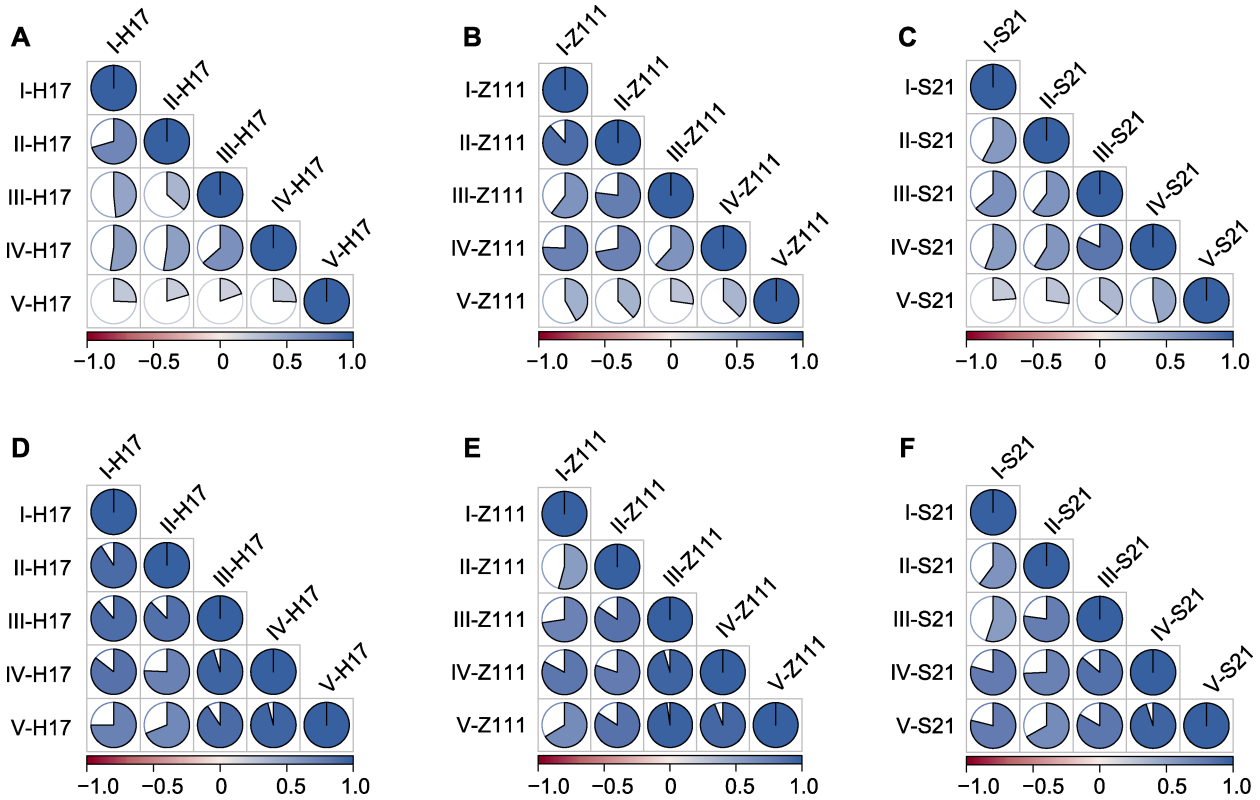 A
I-H17
I-H17
II-H17
II-H17
III-H17
III-H17
IV-H17
IV-H17
V-H17
V-H17
−1.0 −0.5 0 0.5 1.0
B
I-Z111
I-Z111
II-Z111
II-Z111
III-Z111
III-Z111
IV-Z111
IV-Z111
V-Z111
V-Z111
−1.0 −0.5 0 0.5 1.0
C
I-S21
I-S21
II-S21
II-S21
III-S21
III-S21
IV-S21
IV-S21
V-S21
V-S21
−1.0 −0.5 0 0.5 1.0
D
I-H17
I-H17
II-H17
II-H17
III-H17
III-H17
IV-H17
IV-H17
V-H17
V-H17
−1.0 −0.5 0 0.5 1.0
E
I-Z111
I-Z111
II-Z111
II-Z111
III-Z111
III-Z111
IV-Z111
IV-Z111
V-Z111
V-Z111
−1.0 −0.5 0 0.5 1.0
F
I-S21
I-S21
II-S21
II-S21
III-S21
III-S21
IV-S21
IV-S21
V-S21
V-S21
−1.0 −0.5 0 0.5 1.0